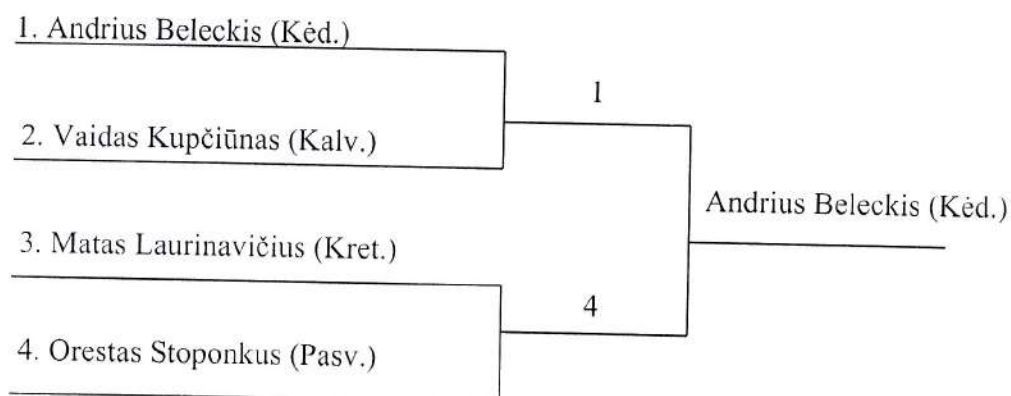 1. Andrius Beleckis (Kėd.)
1
2. Vaidas Kupčiūnas (Kalv.)
Andrius Beleckis (Kėd.)
3. Matas Laurinavičius (Kret.)
4
4. Orestas Stoponkus (Pasv.)